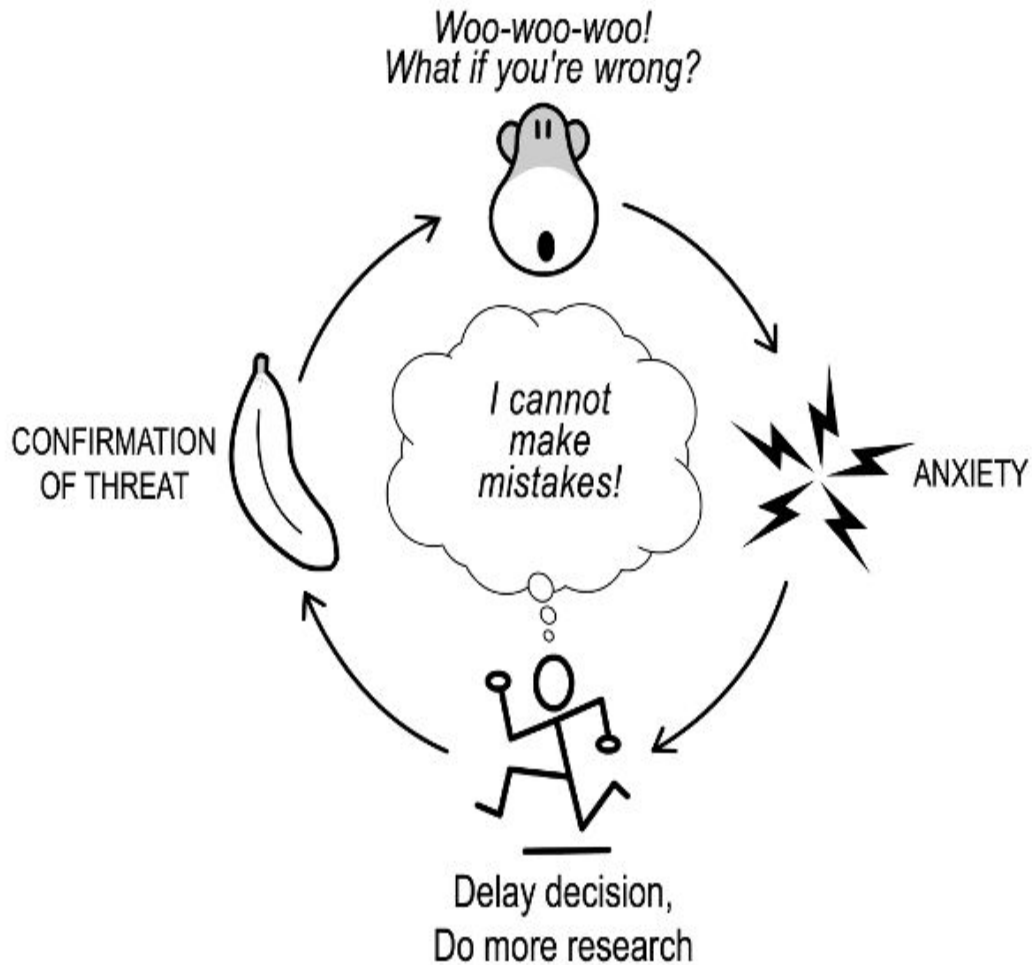 Woo-woo-woo!
What if you're wrong?
I cannot
make
mistakes!
CONFIRMATION
OF THREAT
ANXIETY
Delay decision,
Do more research